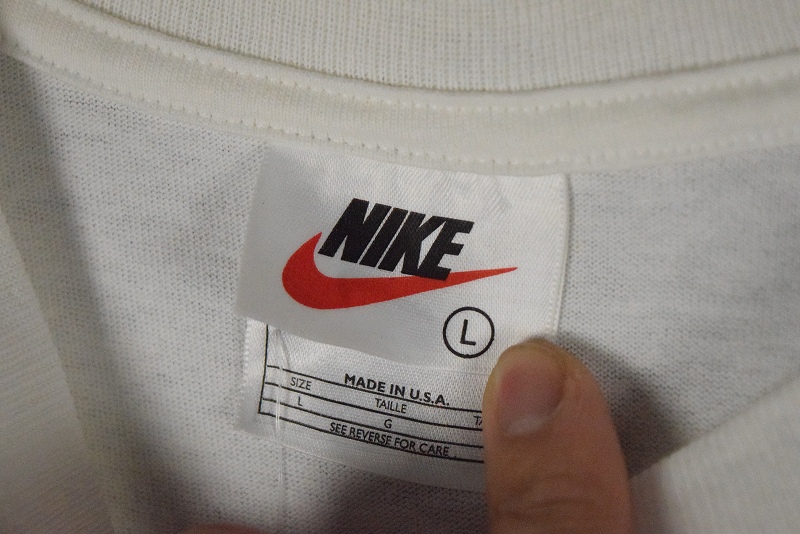 NIKE
L
MADE IN U.S.A.
SIZE TAILLE
L G
SEE REVERSE FOR CARE